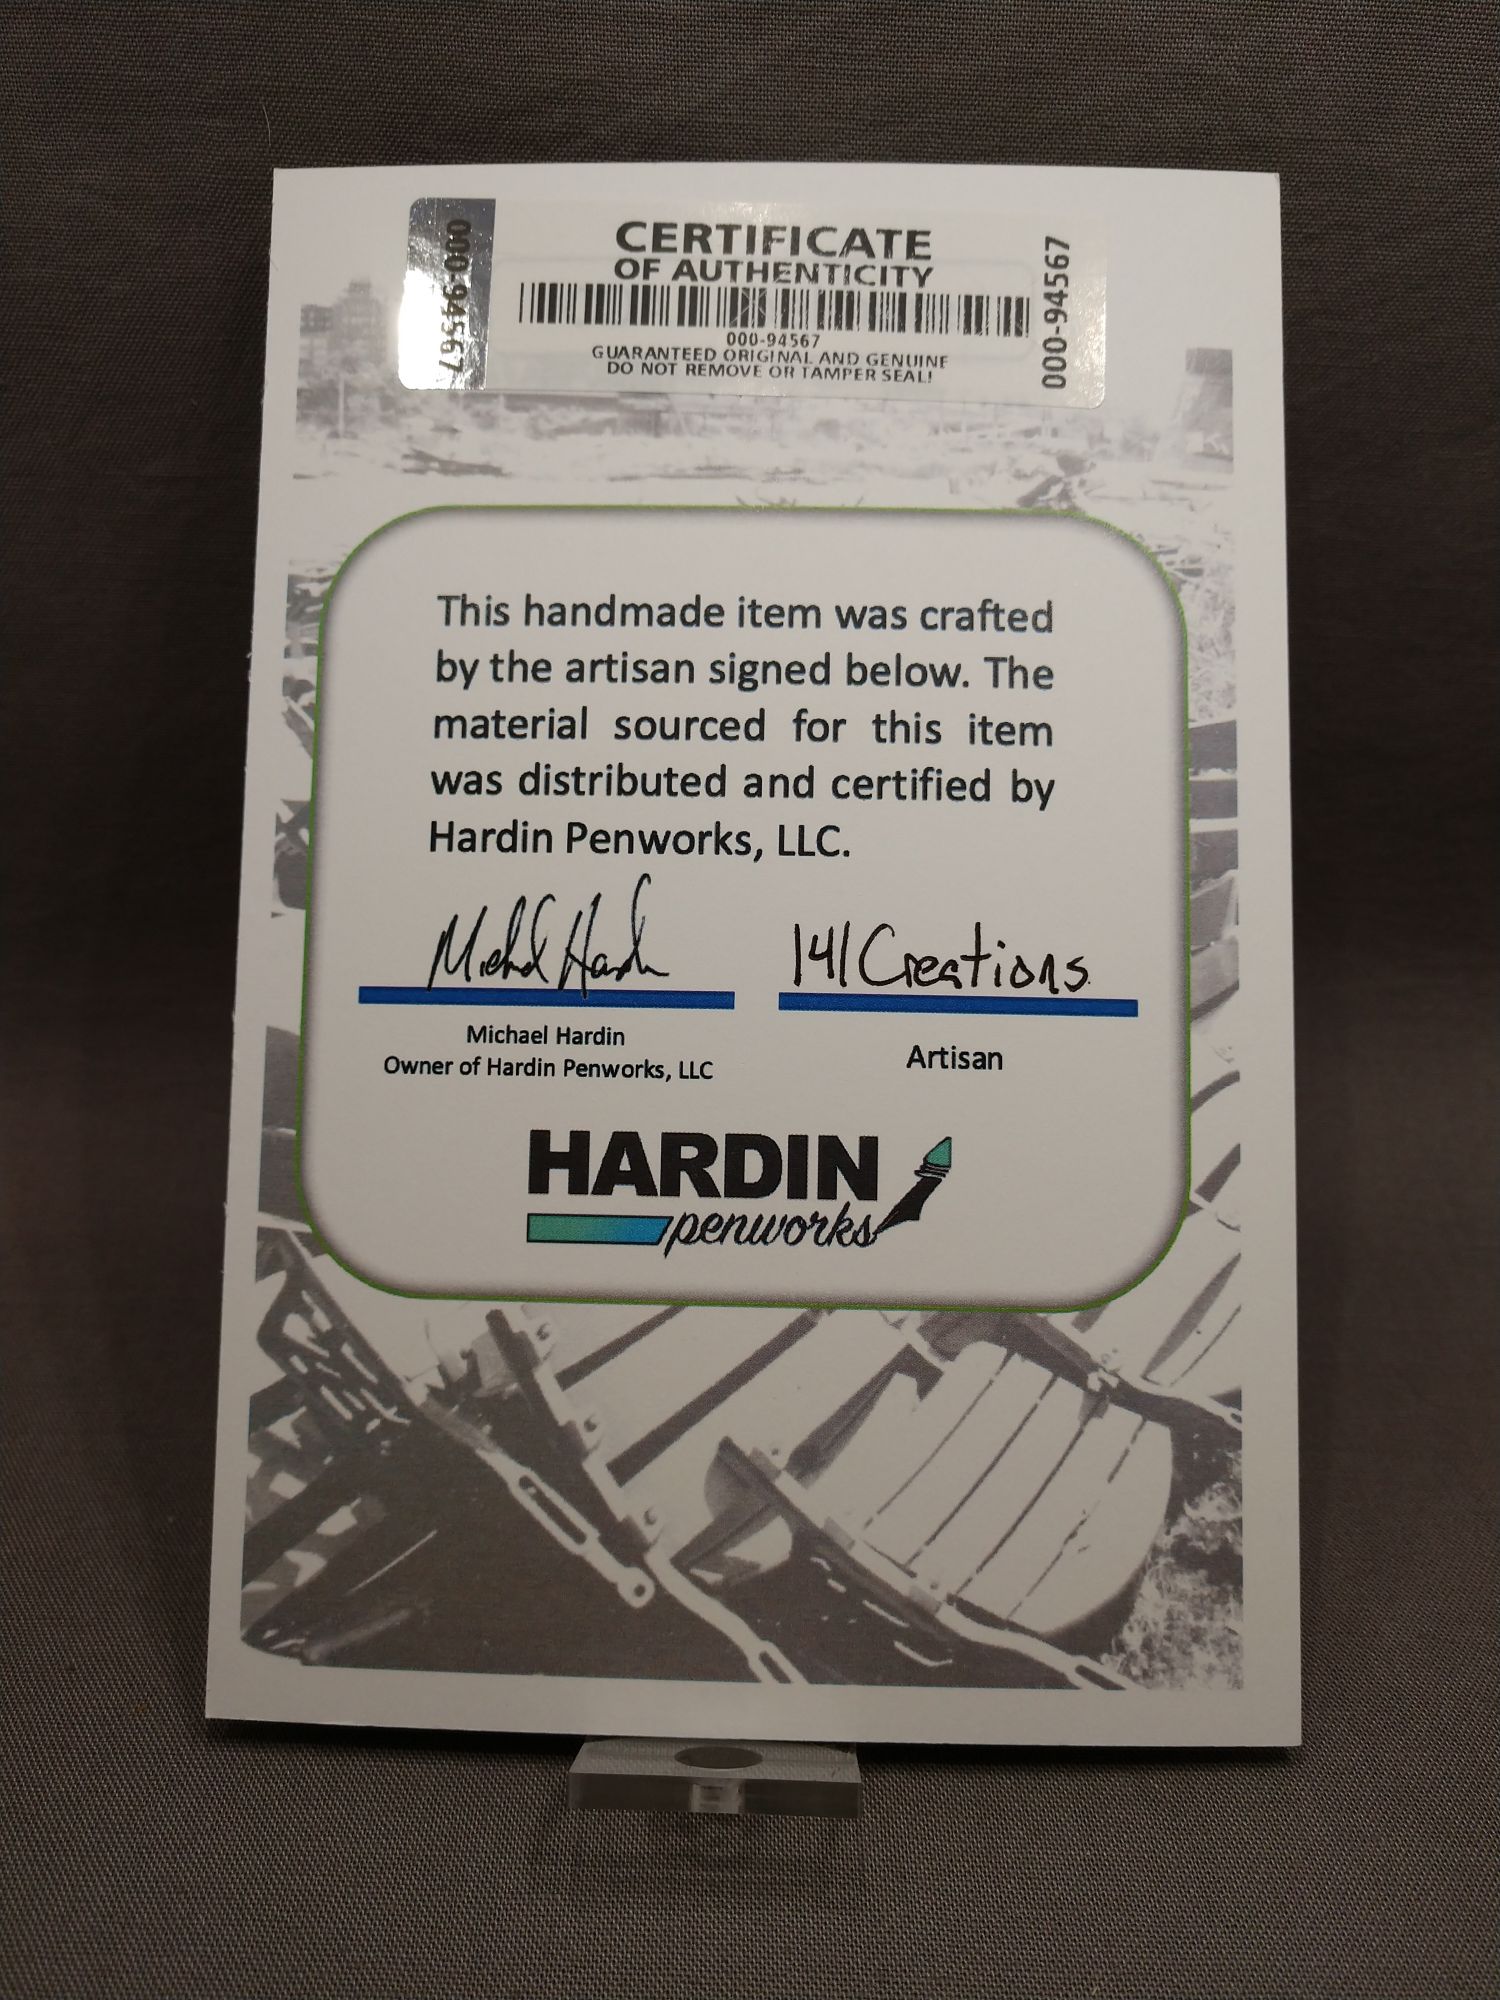 000-94567
CERTIFICATE
OF AUTHENTICITY
000-94567
GUARANTEED ORIGINAL AND GENUINE
DO NOT REMOVE OR TAMPER SEAL!
000-94567
This handmade item was crafted
by the artisan signed below. The
material sourced for this item
was distributed and certified by
Hardin Penworks, LLC.
Michael Hardin
141 Creations
Michael Hardin
Owner of Hardin Penworks, LLC
Artisan
HARDIN
penworks